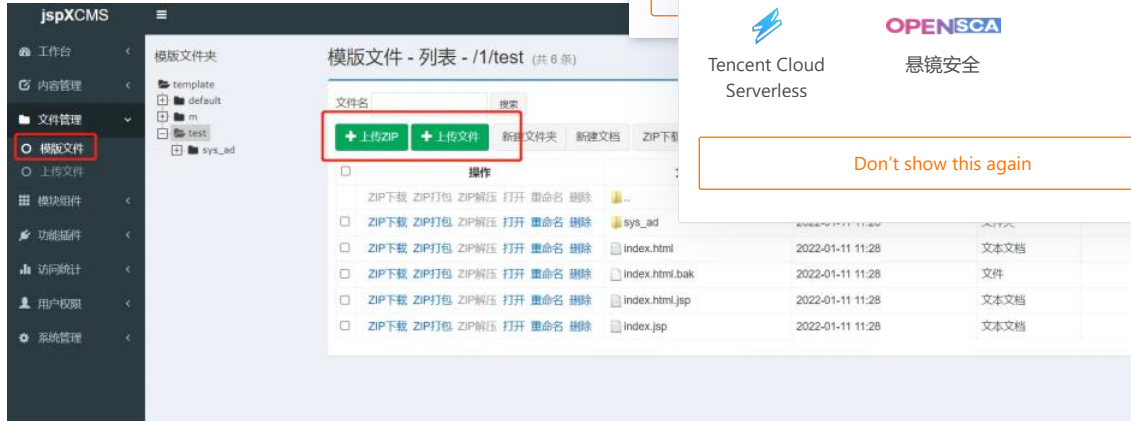 jspXCMS
工作台
内容管理
文件管理
模版文件
上传文件
模块组件
功能插件
访问统计
用户权限
系统管理
模版文件夹
template
default
m
test
sys_ad
模版文件 - 列表 - /1/test (共 6 条)
文件名 搜索
上传ZIP 上传文件 新建文件夹 新建文档 ZIP下载
操作
ZIP下载 ZIP打包 ZIP解压 打开 重命名 删除 ..
ZIP下载 ZIP打包 ZIP解压 打开 重命名 删除 sys_ad 2022-01-11 11:28 文件夹
ZIP下载 ZIP打包 ZIP解压 打开 重命名 删除 index.html 2022-01-11 11:28 文本文档
ZIP下载 ZIP打包 ZIP解压 打开 重命名 删除 index.html.bak 2022-01-11 11:28 文件
ZIP下载 ZIP打包 ZIP解压 打开 重命名 删除 index.html.jsp 2022-01-11 11:28 文本文档
ZIP下载 ZIP打包 ZIP解压 打开 重命名 删除 index.jsp 2022-01-11 11:28 文本文档
Tencent Cloud
Serverless
OPENSCA
悬镜安全
Don't show this again